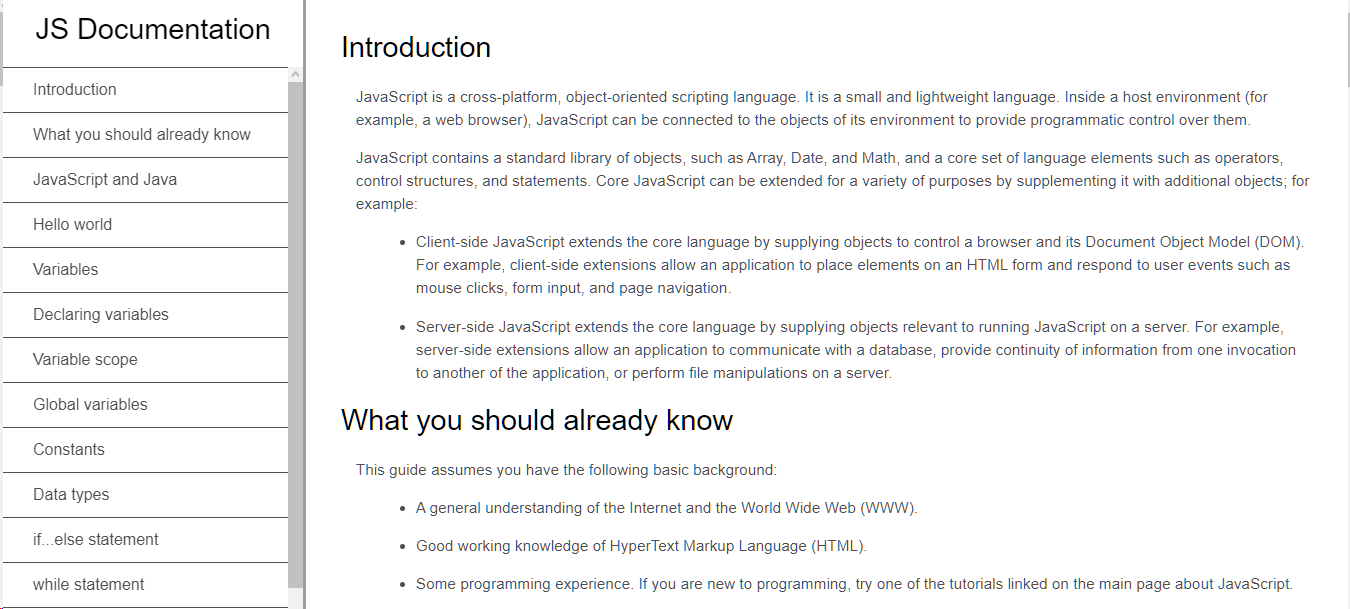 JS Documentation
Introduction
What you should already know
JavaScript and Java
Hello world
Variables
Declaring variables
Variable scope
Global variables
Constants
Data types
if...else statement
while statement
Introduction
JavaScript is a cross-platform, object-oriented scripting language. It is a small and lightweight language. Inside a host environment (for
example, a web browser), JavaScript can be connected to the objects of its environment to provide programmatic control over them.
JavaScript contains a standard library of objects, such as Array, Date, and Math, and a core set of language elements such as operators,
control structures, and statements. Core JavaScript can be extended for a variety of purposes by supplementing it with additional objects; for
example:
• Client-side JavaScript extends the core language by supplying objects to control a browser and its Document Object Model (DOM).
For example, client-side extensions allow an application to place elements on an HTML form and respond to user events such as
mouse clicks, form input, and page navigation.
• Server-side JavaScript extends the core language by supplying objects relevant to running JavaScript on a server. For example,
server-side extensions allow an application to communicate with a database, provide continuity of information from one invocation
to another of the application, or perform file manipulations on a server.
What you should already know
This guide assumes you have the following basic background:
• A general understanding of the Internet and the World Wide Web (WWW).
• Good working knowledge of HyperText Markup Language (HTML).
• Some programming experience. If you are new to programming, try one of the tutorials linked on the main page about JavaScript.